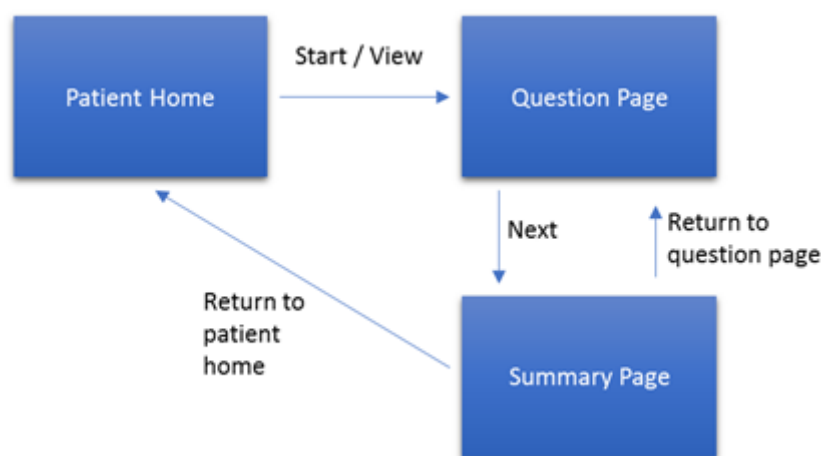 Patient Home
Start / View
Question Page
Next
Return to
question page
Return to
patient
home
Summary Page